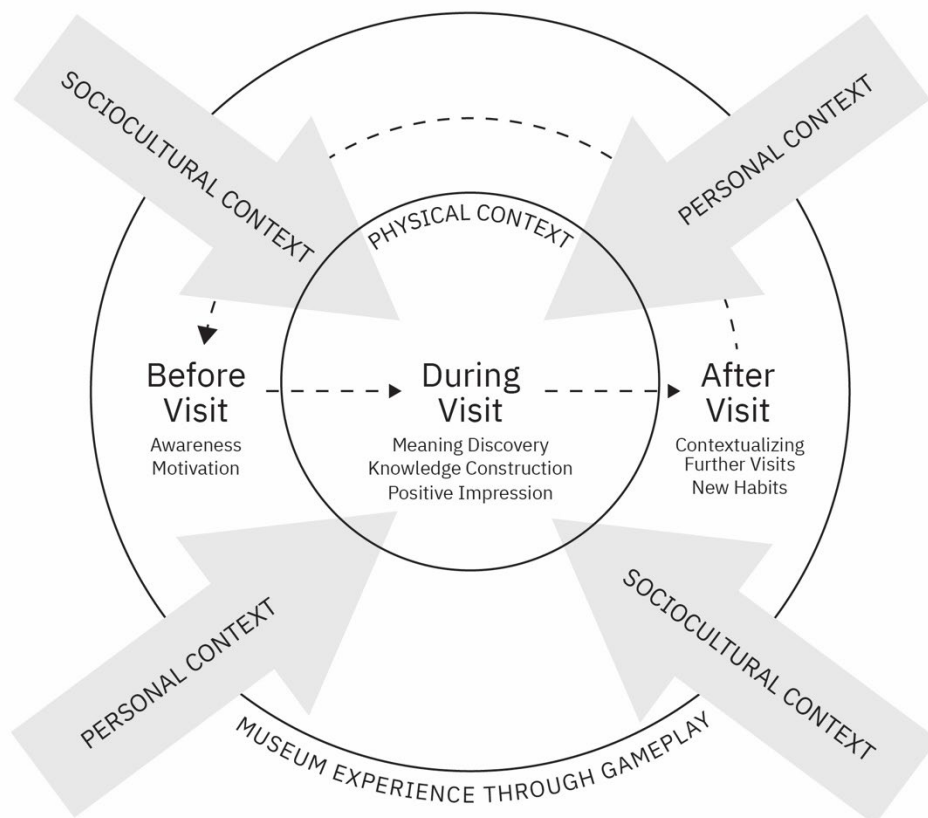 SOCIOCULTURAL CONTEXT
PERSONAL CONTEXT
PHYSICAL CONTEXT
Before
Visit
Awareness
Motivation
During
Visit
Meaning Discovery
Knowledge Construction
Positive Impression
After
Visit
Contextualizing
Further Visits
New Habits
PERSONAL CONTEXT
SOCIOCULTURAL CONTEXT
MUSEUM EXPERIENCE THROUGH GAMEPLAY